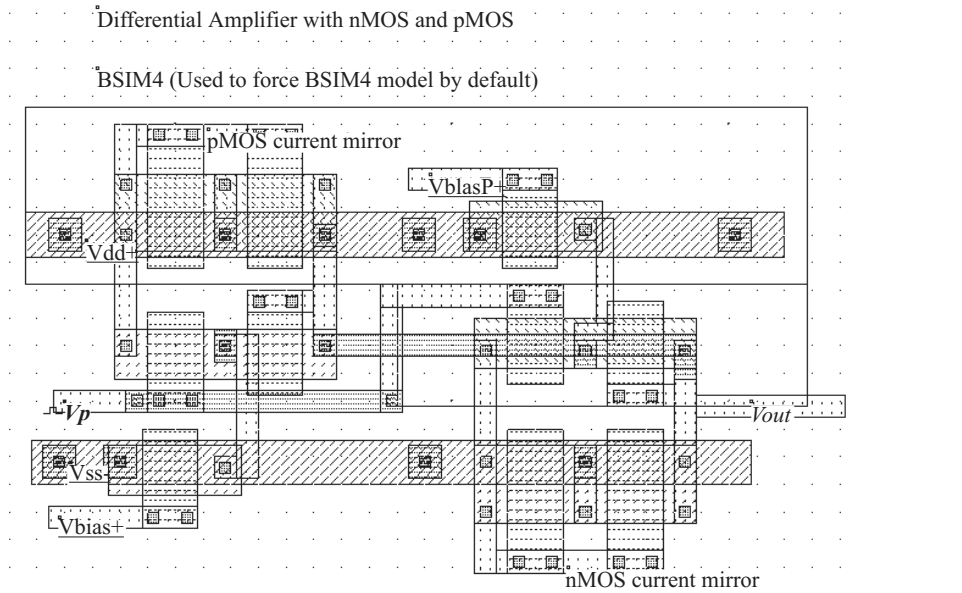 Differential Amplifier with nMOS and pMOS
BSIM4 (Used to force BSIM4 model by default)
pMOS current mirror
VblasP+
Vdd+
Vp
Vout
Vss-
Vbias+
nMOS current mirror